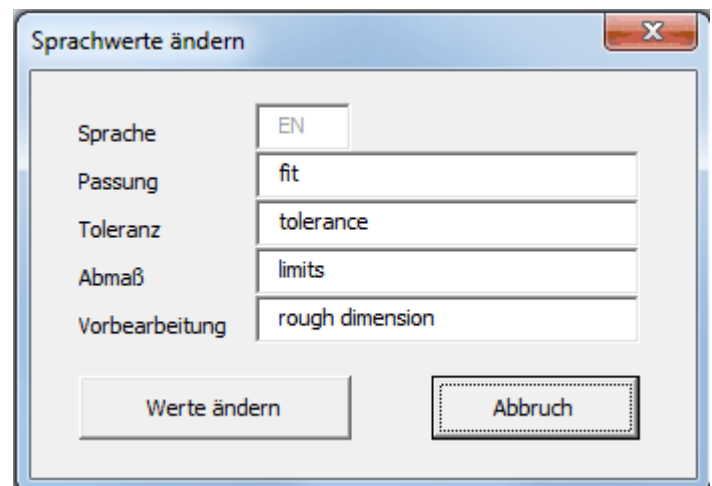 Sprachwerte ändern
Sprache EN
Passung fit
Toleranz tolerance
Abmaß limits
Vorbearbeitung rough dimension
Werte ändern Abbruch